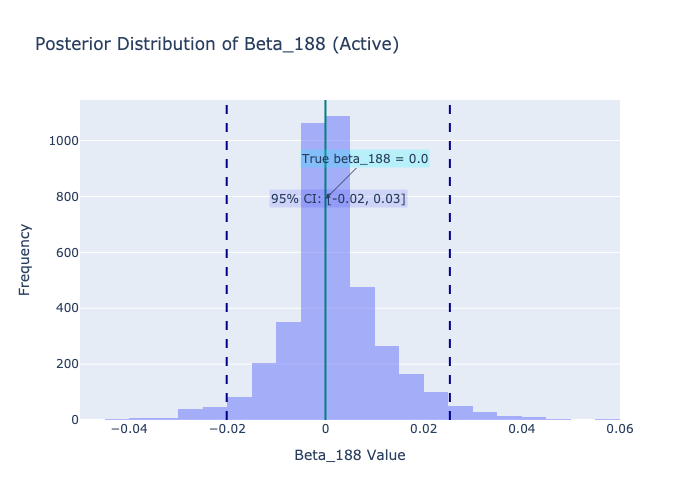 Posterior Distribution of Beta_188 (Active)
1000
800
600
400
200
0
Frequency
True beta_188 = 0.0
95% CI: [-0.02, 0.03]
−0.04
−0.02
0
0.02
0.04
0.06
Beta_188 Value